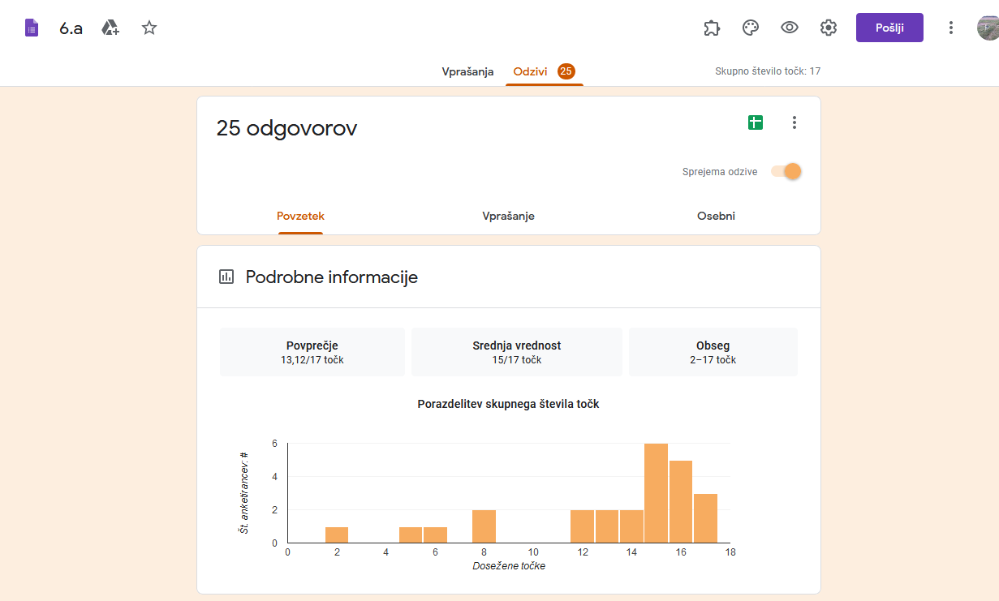 6.a
Pošlji
Vprašanja
Odzivi 25
Skupno število točk: 17
25 odgovorov
Sprejema odzive
Povzetek
Vprašanje
Osebni
Podrobne informacije
Povprečje
13,12/17 točk
Srednja vrednost
15/17 točk
Obseg
2–17 točk
Porazdelitev skupnega števila točk
Št. anketirancev: #
6
4
2
0
0 2 4 6 8 10 12 14 16 18
Dosežene točke